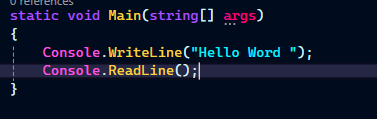 0 references
static void Main(string[] args)
{
    Console.WriteLine("Hello Word ");
    Console.ReadLine();
}